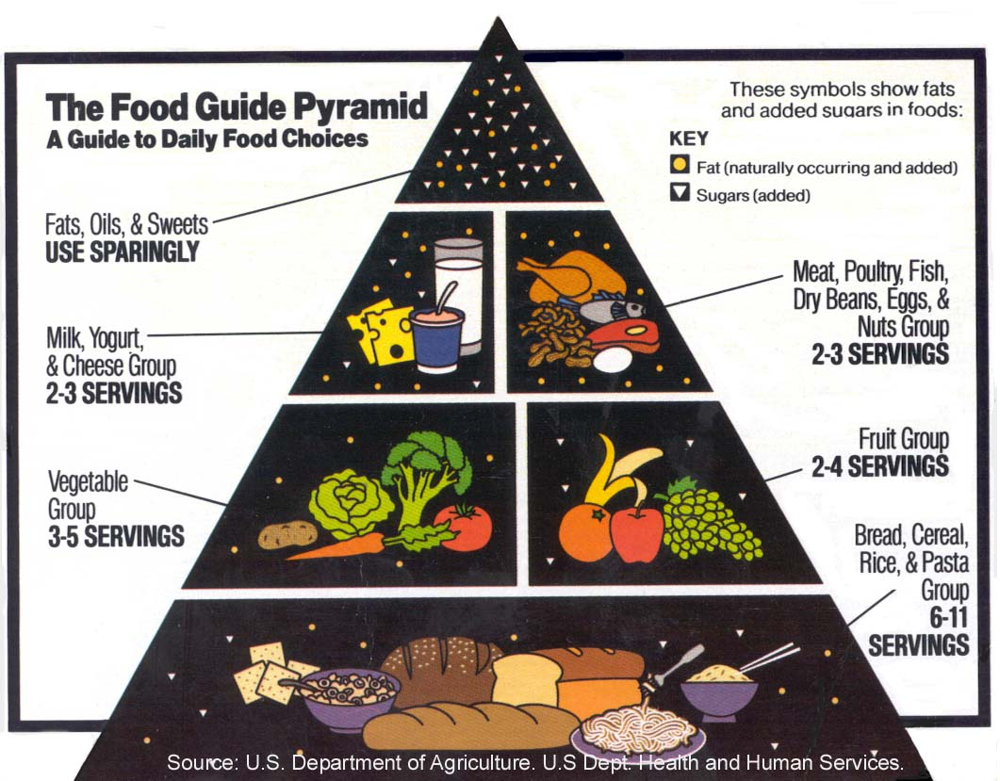 The Food Guide Pyramid
A Guide to Daily Food Choices
These symbols show fats
and added sugars in foods:
KEY
Fat (naturally occurring and added)
Sugars (added)
Fats, Oils, & Sweets
USE SPARINGLY
Milk, Yogurt,
& Cheese Group
2-3 SERVINGS
Meat, Poultry, Fish,
Dry Beans, Eggs, &
Nuts Group
2-3 SERVINGS
Vegetable
Group
3-5 SERVINGS
Fruit Group
2-4 SERVINGS
Bread, Cereal,
Rice, & Pasta
Group
6-11
SERVINGS
Source: U.S. Department of Agriculture. U.S Dept. Health and Human Services.